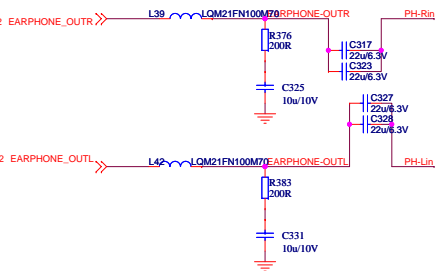 L39 LQM21FN100M70 EARPHONE-OUTR PH-Rin
2 EARPHONE_OUTR
R376
200R
C317
22u/6.3V
C323
22u/6.3V
C325
10u/10V
C327
22u/6.3V
C328
22u/6.3V
2 EARPHONE_OUTL L42 LQM21FN100M70 EARPHONE-OUTL PH-Lin
R383
200R
C331
10u/10V